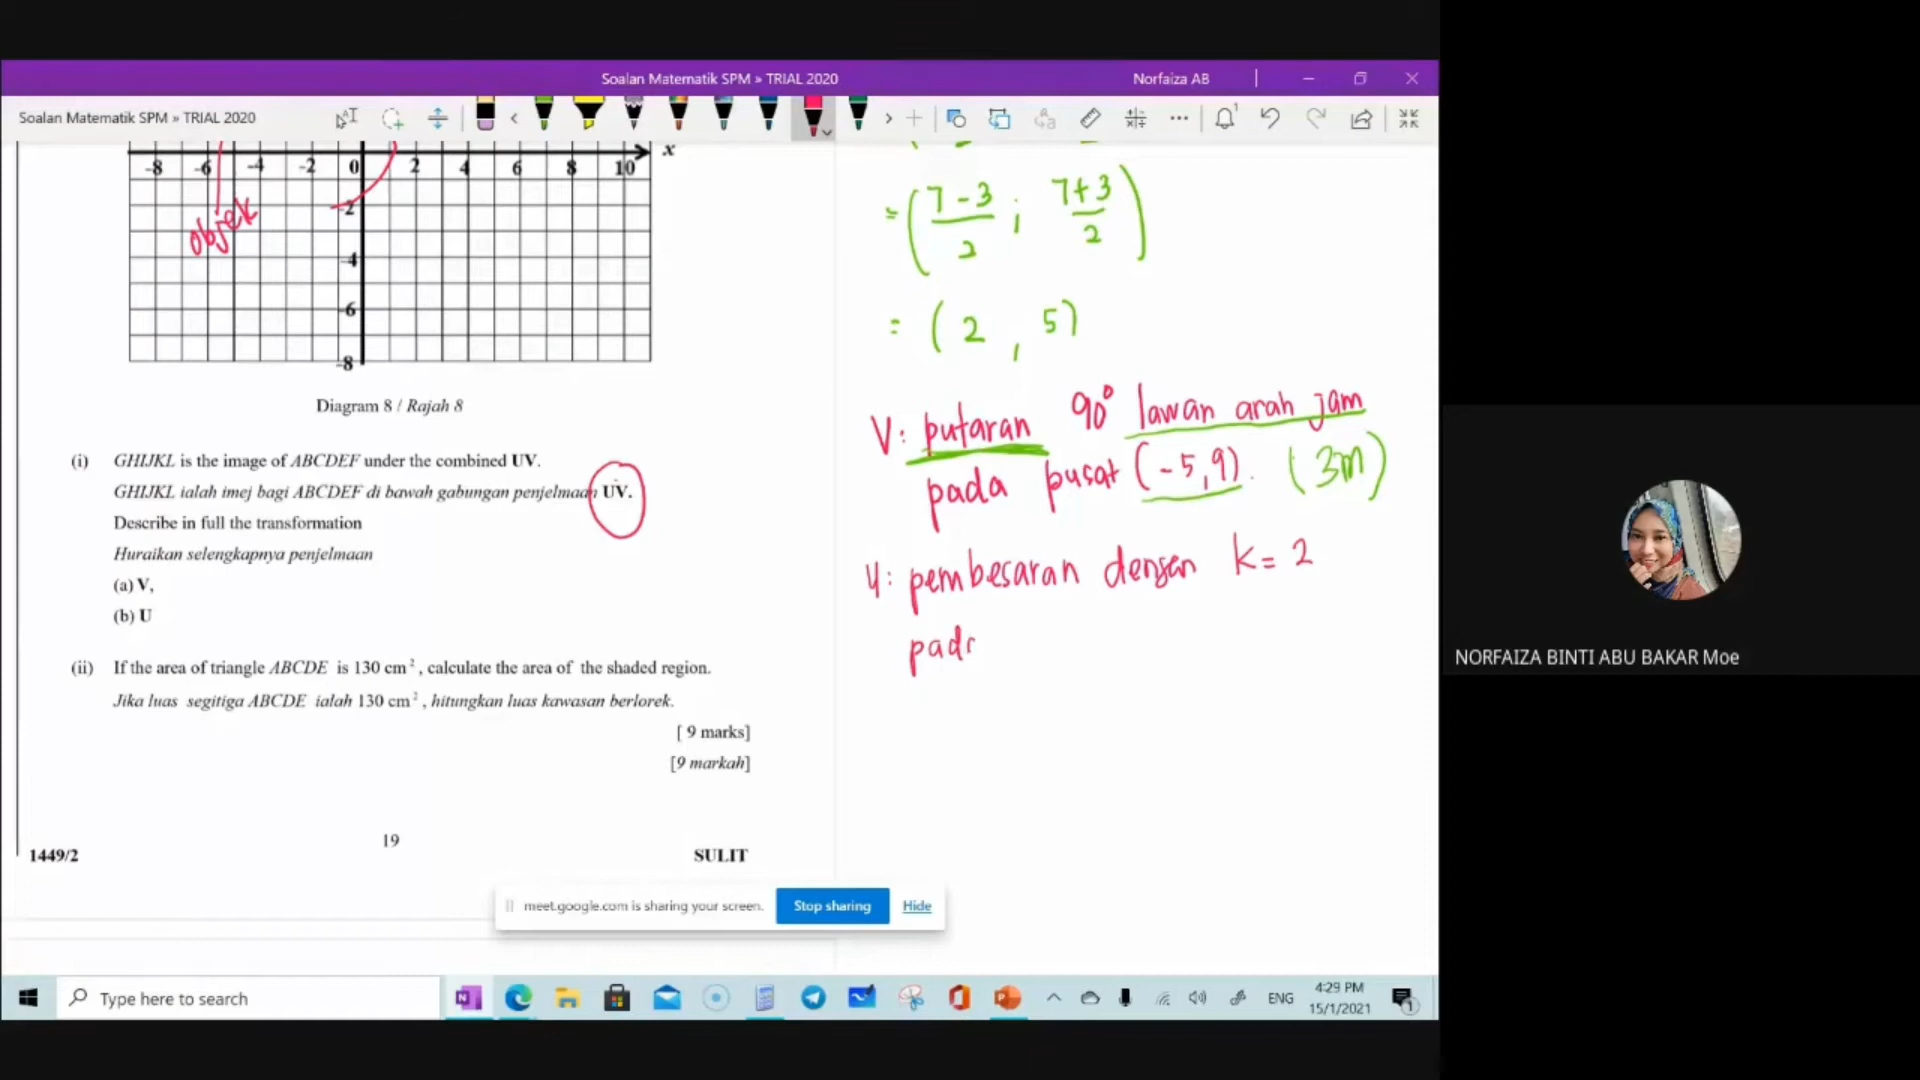 Soalan Matematik SPM » TRIAL 2020
Norfaiza AB
Soalan Matematik SPM » TRIAL 2020
x
-8 -6 -4 -2 0 2 4 6 8 10
-2
-4
-6
-8
objek
Diagram 8 / Rajah 8
(i) GHIJKL is the image of ABCDEF under the combined UV.
GHIJKL ialah imej bagi ABCDEF di bawah gabungan penjelmaan UV.
Describe in full the transformation
Huraikan selengkapnya penjelmaan
(a) V,
(b) U
(ii) If the area of triangle ABCDE is 130 cm², calculate the area of the shaded region.
Jika luas segitiga ABCDE ialah 130 cm², hitungkan luas kawasan berlorek.
[ 9 marks]
[9 markah]
19
1449/2
SULIT
= (7-3/2 ; 7+3/2)
= (2, 5)
V: putaran 90° lawan arah jam
pada pusat (-5,9). (3m)
U: pembesaran dengan k = 2
pada
meet.google.com is sharing your screen.
Stop sharing
Hide
Type here to search
ENG
4:29 PM
15/1/2021
1
NORFAIZA BINTI ABU BAKAR Moe